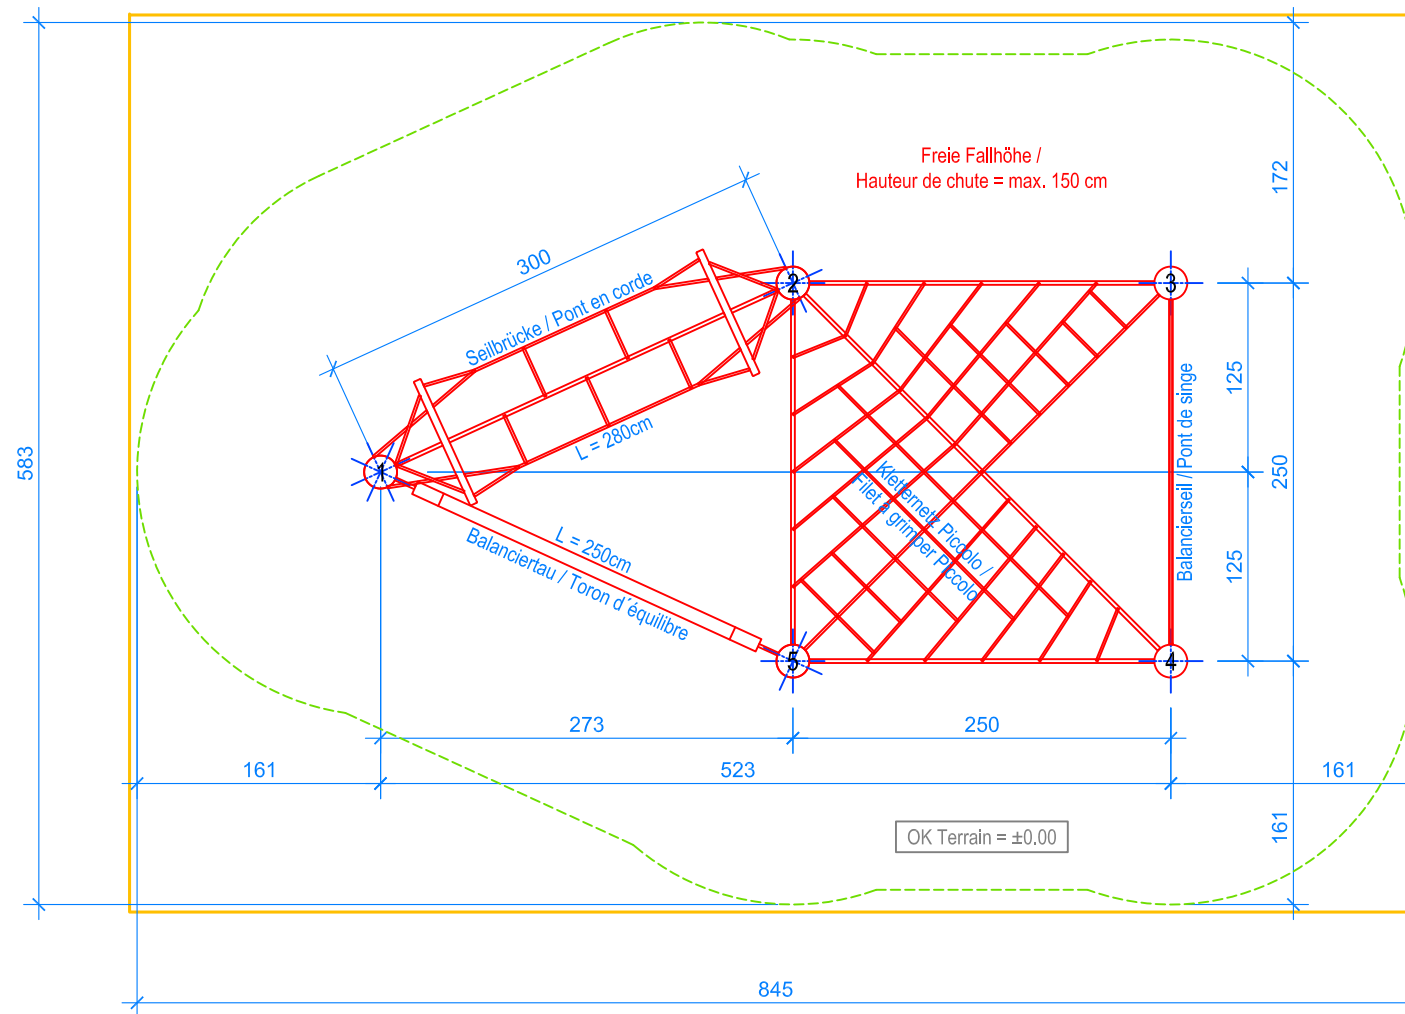 Freie Fallhöhe /
Hauteur de chute = max. 150 cm
172
300
Seilbrücke / Pont en corde
2
3
125
Balancierseil / Pont de singe
L = 280cm
583
1
250
Kletternetz Piccolo /
Filet à grimper Piccolo
L = 250cm
Balanciertau / Toron d´équilibre
125
5
4
273
250
161
523
161
161
OK Terrain = ±0.00
845